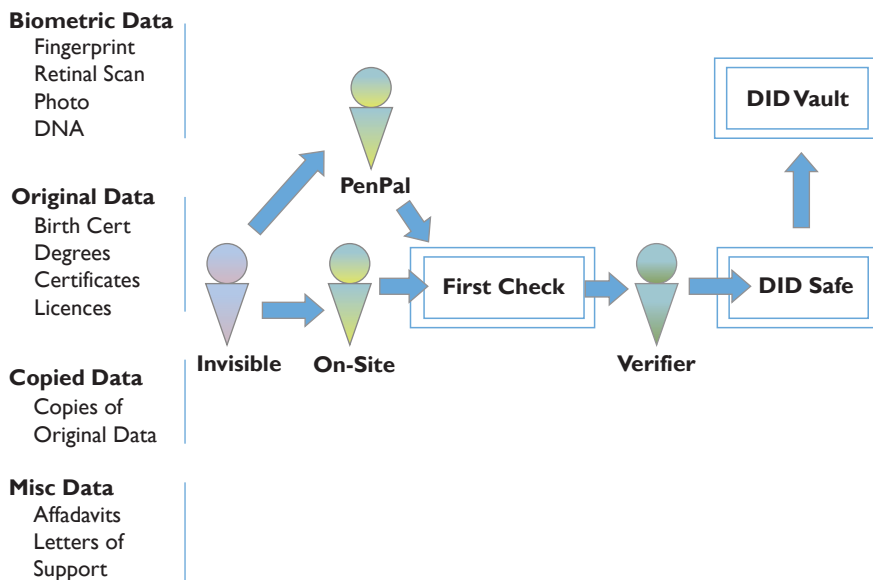 Biometric Data
Fingerprint
Retinal Scan
Photo
DNA
Original Data
Birth Cert
Degrees
Certificates
Licences
Copied Data
Copies of
Original Data
Misc Data
Affadavits
Letters of
Support
PenPal
Invisible
On-Site
First Check
Verifier
DID Safe
DID Vault